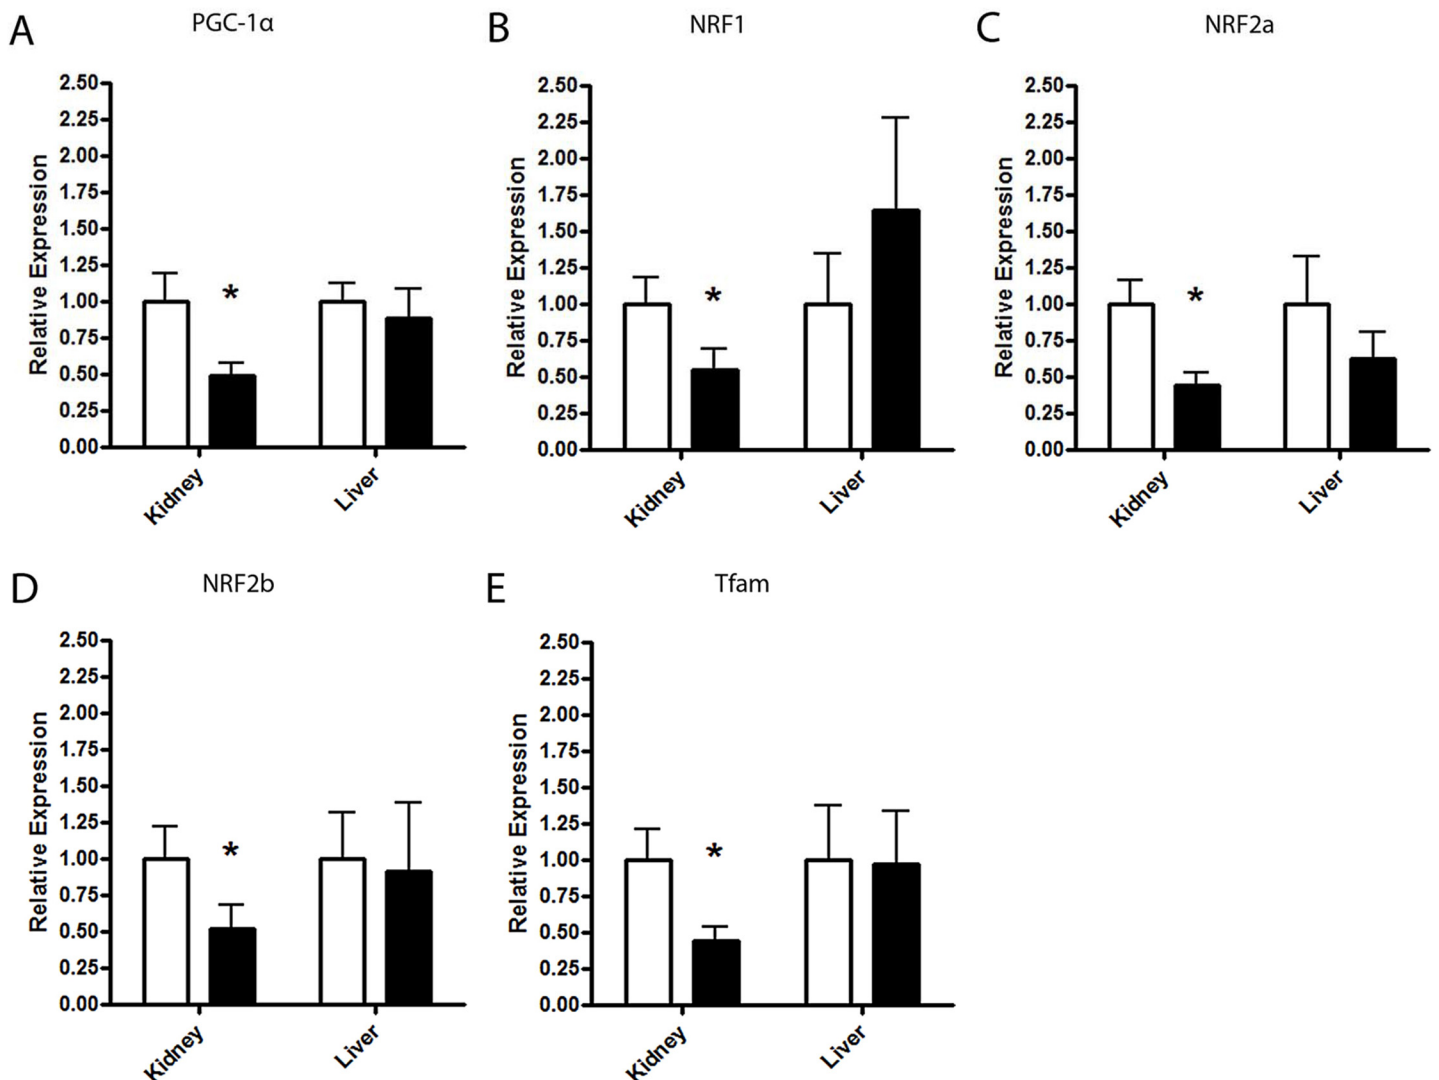 A
PGC-1α
Relative Expression
2.50
2.25
2.00
1.75
1.50
1.25
1.00
0.75
0.50
0.25
0.00
*
Kidney
Liver
B
NRF1
Relative Expression
2.50
2.25
2.00
1.75
1.50
1.25
1.00
0.75
0.50
0.25
0.00
*
Kidney
Liver
C
NRF2a
Relative Expression
2.50
2.25
2.00
1.75
1.50
1.25
1.00
0.75
0.50
0.25
0.00
*
Kidney
Liver
D
NRF2b
Relative Expression
2.50
2.25
2.00
1.75
1.50
1.25
1.00
0.75
0.50
0.25
0.00
*
Kidney
Liver
E
Tfam
Relative Expression
2.50
2.25
2.00
1.75
1.50
1.25
1.00
0.75
0.50
0.25
0.00
*
Kidney
Liver